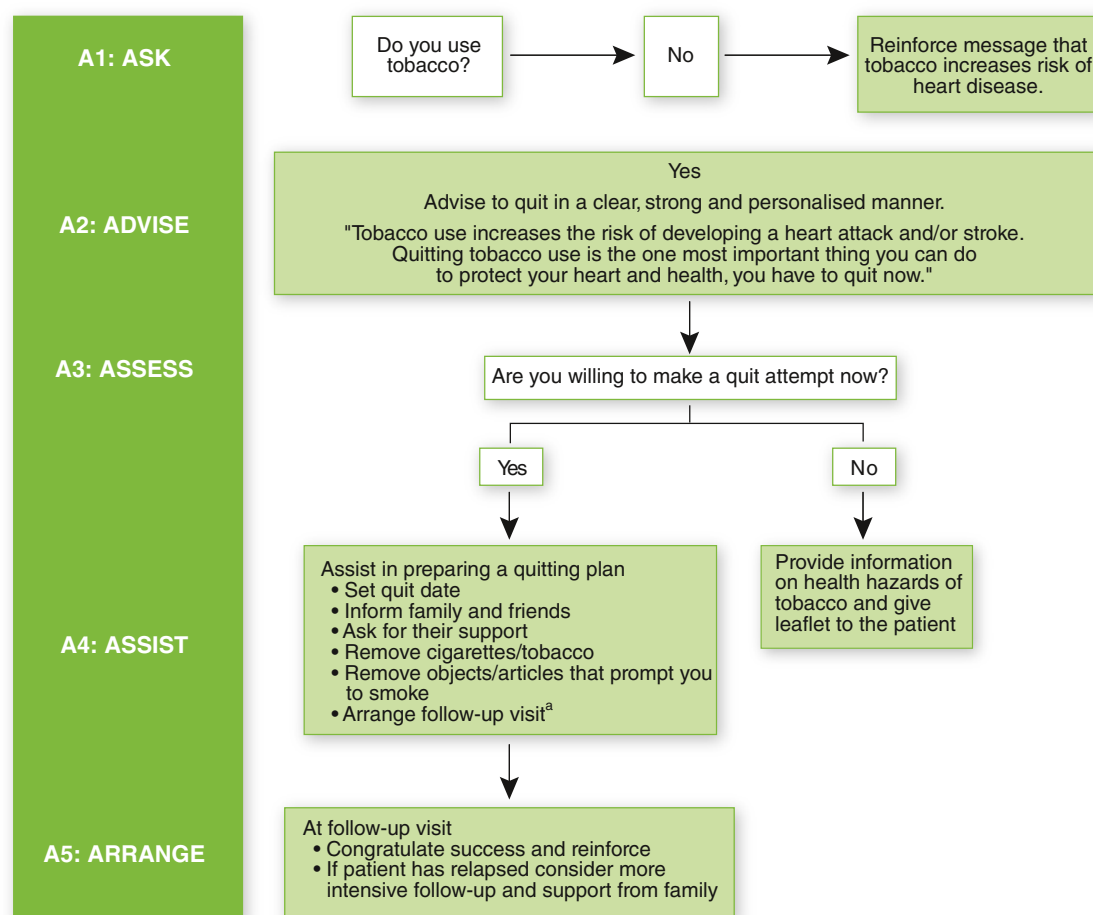 A1: ASK
Do you use
tobacco?
No
Reinforce message that
tobacco increases risk of
heart disease.
A2: ADVISE
Yes
Advise to quit in a clear, strong and personalised manner.
"Tobacco use increases the risk of developing a heart attack and/or stroke.
Quitting tobacco use is the one most important thing you can do
to protect your heart and health, you have to quit now."
A3: ASSESS
Are you willing to make a quit attempt now?
Yes
No
A4: ASSIST
Assist in preparing a quitting plan
• Set quit date
• Inform family and friends
• Ask for their support
• Remove cigarettes/tobacco
• Remove objects/articles that prompt you
to smoke
• Arrange follow-up visitᵃ
Provide information
on health hazards of
tobacco and give
leaflet to the patient
A5: ARRANGE
At follow-up visit
• Congratulate success and reinforce
• If patient has relapsed consider more
intensive follow-up and support from family